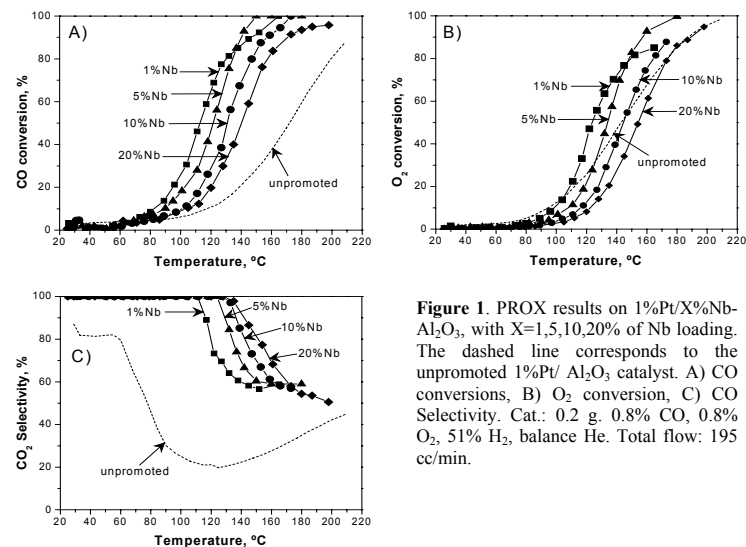 A)
CO conversion, %
100
80
60
40
20
0
1%Nb
5%Nb
10%Nb
20%Nb
unpromoted
20 40 60 80 100 120 140 160 180 200 220
Temperature, ºC
B)
O₂ conversion, %
100
80
60
40
20
0
1%Nb
10%Nb
5%Nb
20%Nb
unpromoted
20 40 60 80 100 120 140 160 180 200 220
Temperature, ºC
C)
CO₂ Selectivity, %
100
80
60
40
20
0
1%Nb
5%Nb
10%Nb
20%Nb
unpromoted
20 40 60 80 100 120 140 160 180 200 220
Temperature, ºC
Figure 1. PROX results on 1%Pt/X%Nb-
Al₂O₃, with X=1,5,10,20% of Nb loading.
The dashed line corresponds to the
unpromoted 1%Pt/ Al₂O₃ catalyst. A) CO
conversions, B) O₂ conversion, C) CO
Selectivity. Cat.: 0.2 g. 0.8% CO, 0.8%
O₂, 51% H₂, balance He. Total flow: 195
cc/min.